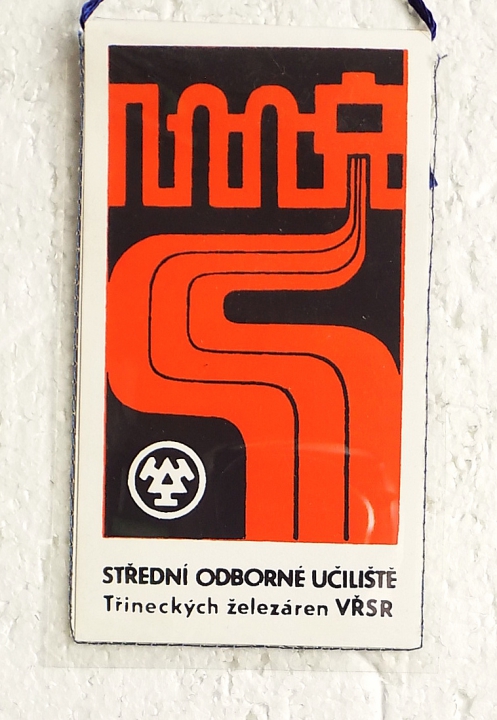 STŘEDNÍ ODBORNÉ UČILIŠTĚ
Třineckých železáren VŘSR